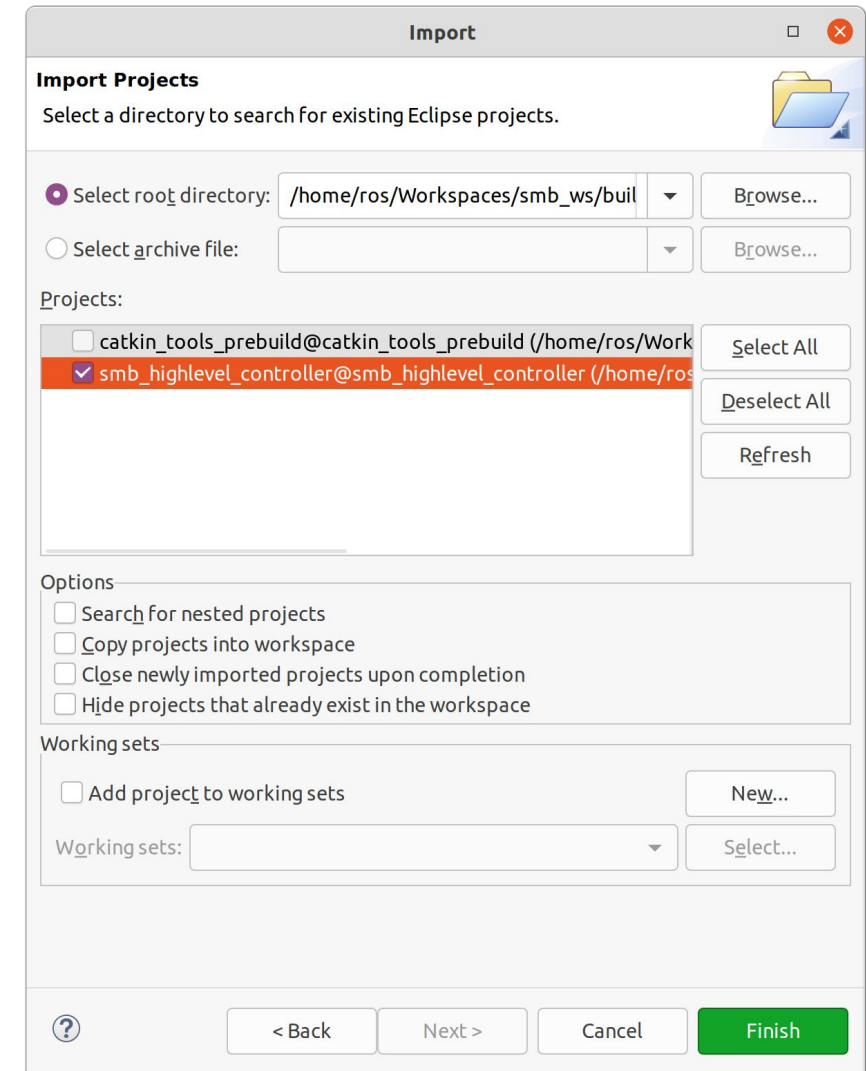 Import
Import Projects
Select a directory to search for existing Eclipse projects.
Select root directory: /home/ros/Workspaces/smb_ws/buil Browse...
Select archive file: Browse...
Projects:
catkin_tools_prebuild@catkin_tools_prebuild (/home/ros/Work
smb_highlevel_controller@smb_highlevel_controller (/home/ros
Select All
Deselect All
Refresh
Options
Search for nested projects
Copy projects into workspace
Close newly imported projects upon completion
Hide projects that already exist in the workspace
Working sets
Add project to working sets New...
Working sets: Select...
? < Back Next > Cancel Finish